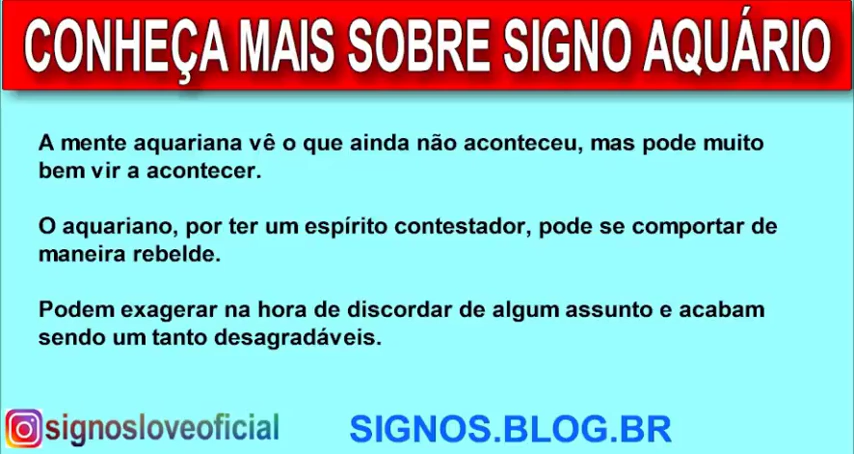 CONHEÇA MAIS SOBRE SIGNO AQUÁRIO
A mente aquariana vê o que ainda não aconteceu, mas pode muito
bem vir a acontecer.
O aquariano, por ter um espírito contestador, pode se comportar de
maneira rebelde.
Podem exagerar na hora de discordar de algum assunto e acabam
sendo um tanto desagradáveis.
signosloveoficial
SIGNOS.BLOG.BR